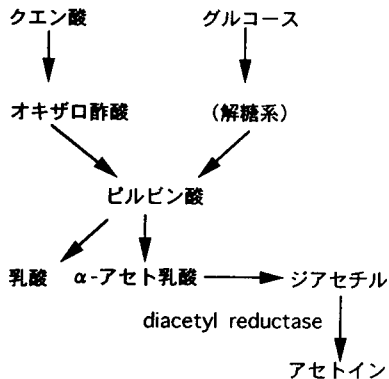 クエン酸 グルコース
オキザロ酢酸 (解糖系)
ピルビン酸
乳酸 α-アセト乳酸 ジアセチル
diacetyl reductase
アセトイン